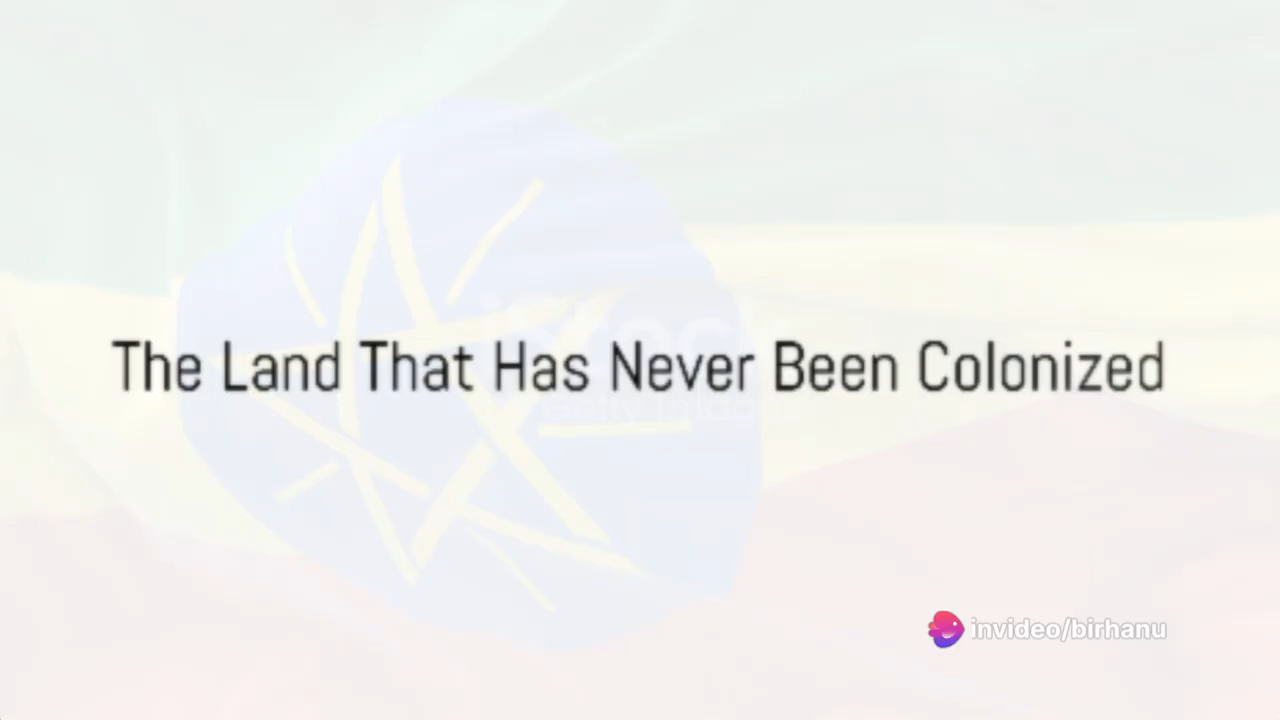 The Land That Has Never Been Colonized
invideo/birhanu